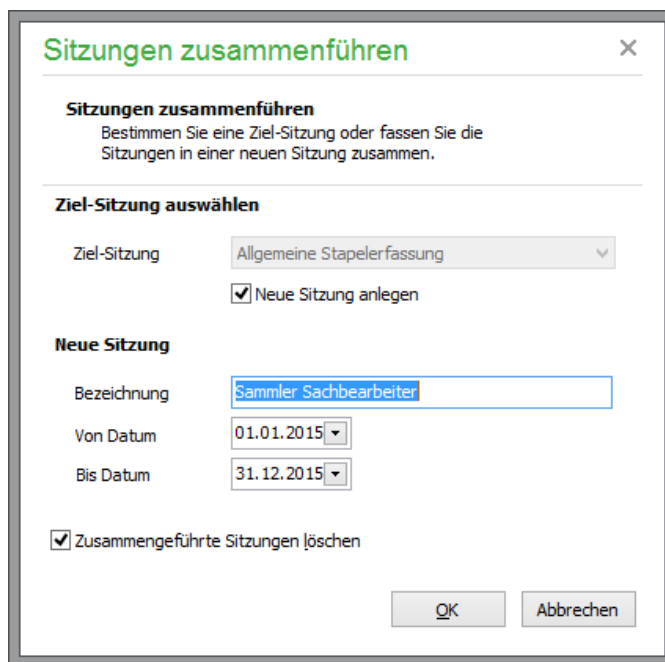 Sitzungen zusammenführen
Sitzungen zusammenführen
Bestimmen Sie eine Ziel-Sitzung oder fassen Sie die
Sitzungen in einer neuen Sitzung zusammen.
Ziel-Sitzung auswählen
Ziel-Sitzung Allgemeine Stapelerfassung
Neue Sitzung anlegen
Neue Sitzung
Bezeichnung Sammler Sachbearbeiter
Von Datum 01.01.2015
Bis Datum 31.12.2015
Zusammengeführte Sitzungen löschen
OK Abbrechen